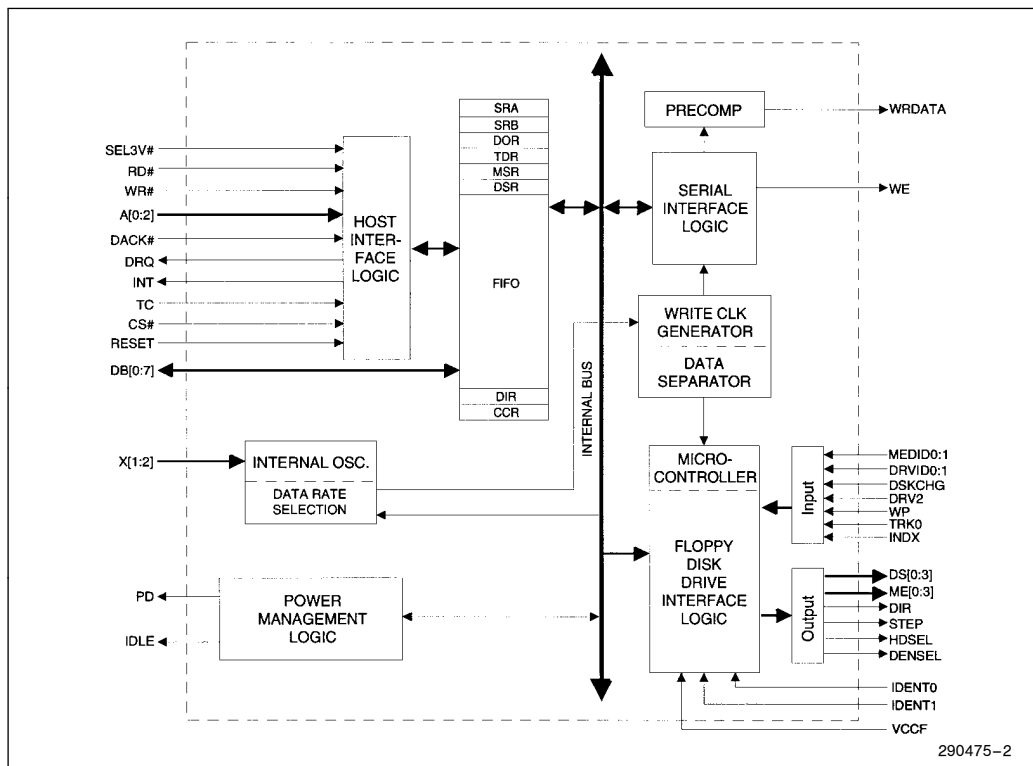 SEL3V#
RD#
WR#
A[0:2]
DACK#
DRQ
INT
TC
CS#
RESET
DB[0:7]
HOST
INTER-
FACE
LOGIC
SRA
SRB
DOR
TDR
MSR
DSR
FIFO
DIR
CCR
X[1:2]
INTERNAL OSC.
DATA RATE
SELECTION
PD
IDLE
POWER
MANAGEMENT
LOGIC
INTERNAL BUS
PRECOMP
WRDATA
SERIAL
INTERFACE
LOGIC
WE
WRITE CLK
GENERATOR
DATA
SEPARATOR
MICRO-
CONTROLLER
FLOPPY
DISK
DRIVE
INTERFACE
LOGIC
Input
MEDID0:1
DRVID0:1
DSKCHG
DRV2
WP
TRK0
INDX
Output
DS[0:3]
ME[0:3]
DIR
STEP
HDSEL
DENSEL
IDENT0
IDENT1
VCCF
290475–2